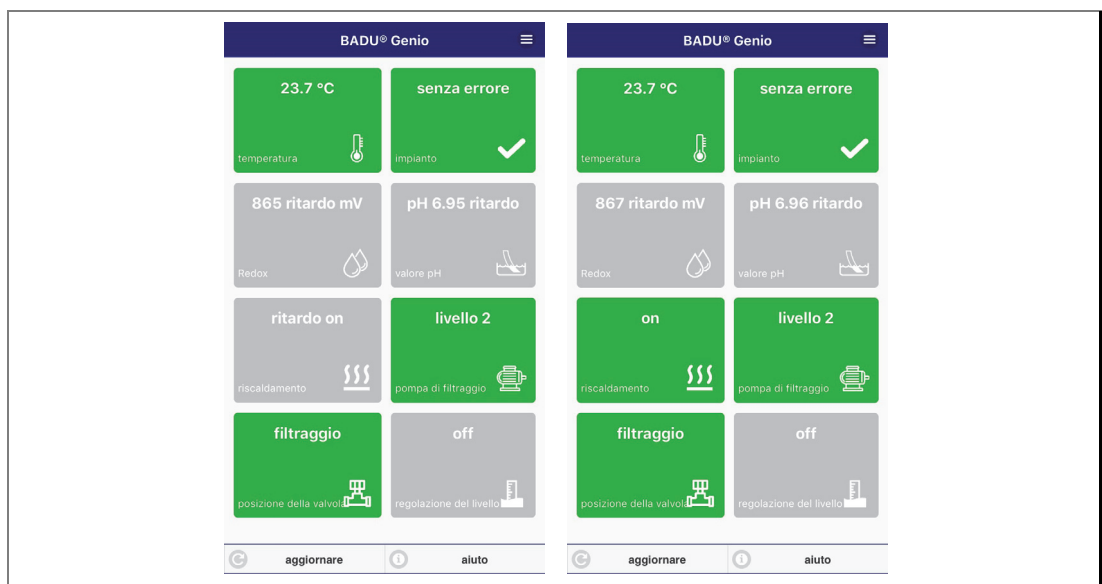 BADU® Genio
23.7 °C
temperatura
senza errore
impianto
865 ritardo mV
Redox
pH 6.95 ritardo
valore pH
ritardo on
riscaldamento
livello 2
pompa di filtraggio
filtraggio
posizione della valvola
off
regolazione del livello
aggiornare
aiuto
BADU® Genio
23.7 °C
temperatura
senza errore
impianto
867 ritardo mV
Redox
pH 6.96 ritardo
valore pH
on
riscaldamento
livello 2
pompa di filtraggio
filtraggio
posizione della valvola
off
regolazione del livello
aggiornare
aiuto